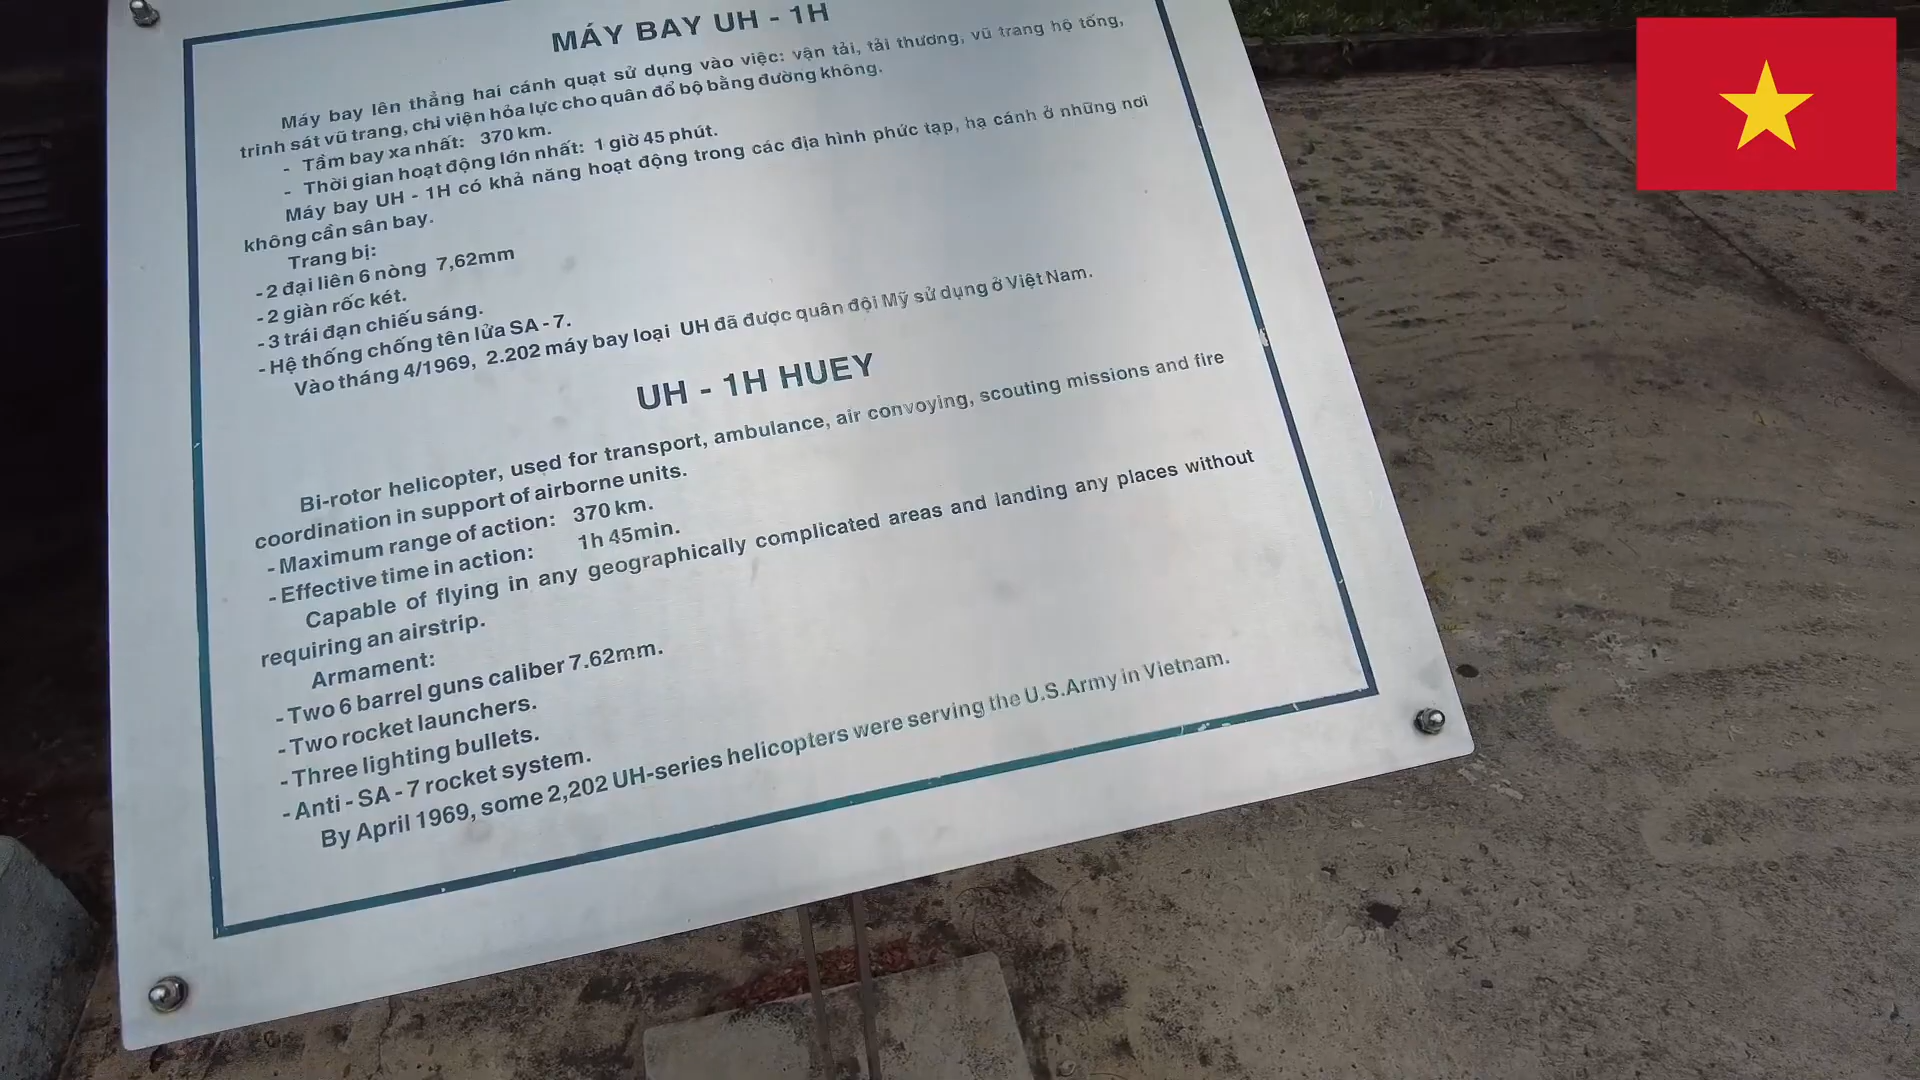 MÁY BAY UH - 1H
Máy bay lên thẳng hai cánh quạt sử dụng vào việc: vận tải, tải thương, vũ trang hộ tống,
trinh sát vũ trang, chi viện hỏa lực cho quân đổ bộ bằng đường không.
- Tầm bay xa nhất: 370 km.
- Thời gian hoạt động lớn nhất: 1 giờ 45 phút.
Máy bay UH - 1H có khả năng hoạt động trong các địa hình phức tạp, hạ cánh ở những nơi
không cần sân bay.
Trang bị:
- 2 đại liên 6 nòng 7,62mm
- 2 giàn rốc két.
- 3 trái đạn chiếu sáng.
- Hệ thống chống tên lửa SA - 7.
Vào tháng 4/1969, 2.202 máy bay loại UH đã được quân đội Mỹ sử dụng ở Việt Nam.
UH - 1H HUEY
Bi-rotor helicopter, used for transport, ambulance, air convoying, scouting missions and fire
coordination in support of airborne units.
- Maximum range of action: 370 km.
- Effective time in action: 1h 45min.
Capable of flying in any geographically complicated areas and landing any places without
requiring an airstrip.
Armament:
- Two 6 barrel guns caliber 7.62mm.
- Two rocket launchers.
- Three lighting bullets.
- Anti - SA - 7 rocket system.
By April 1969, some 2,202 UH-series helicopters were serving the U.S.Army in Vietnam.